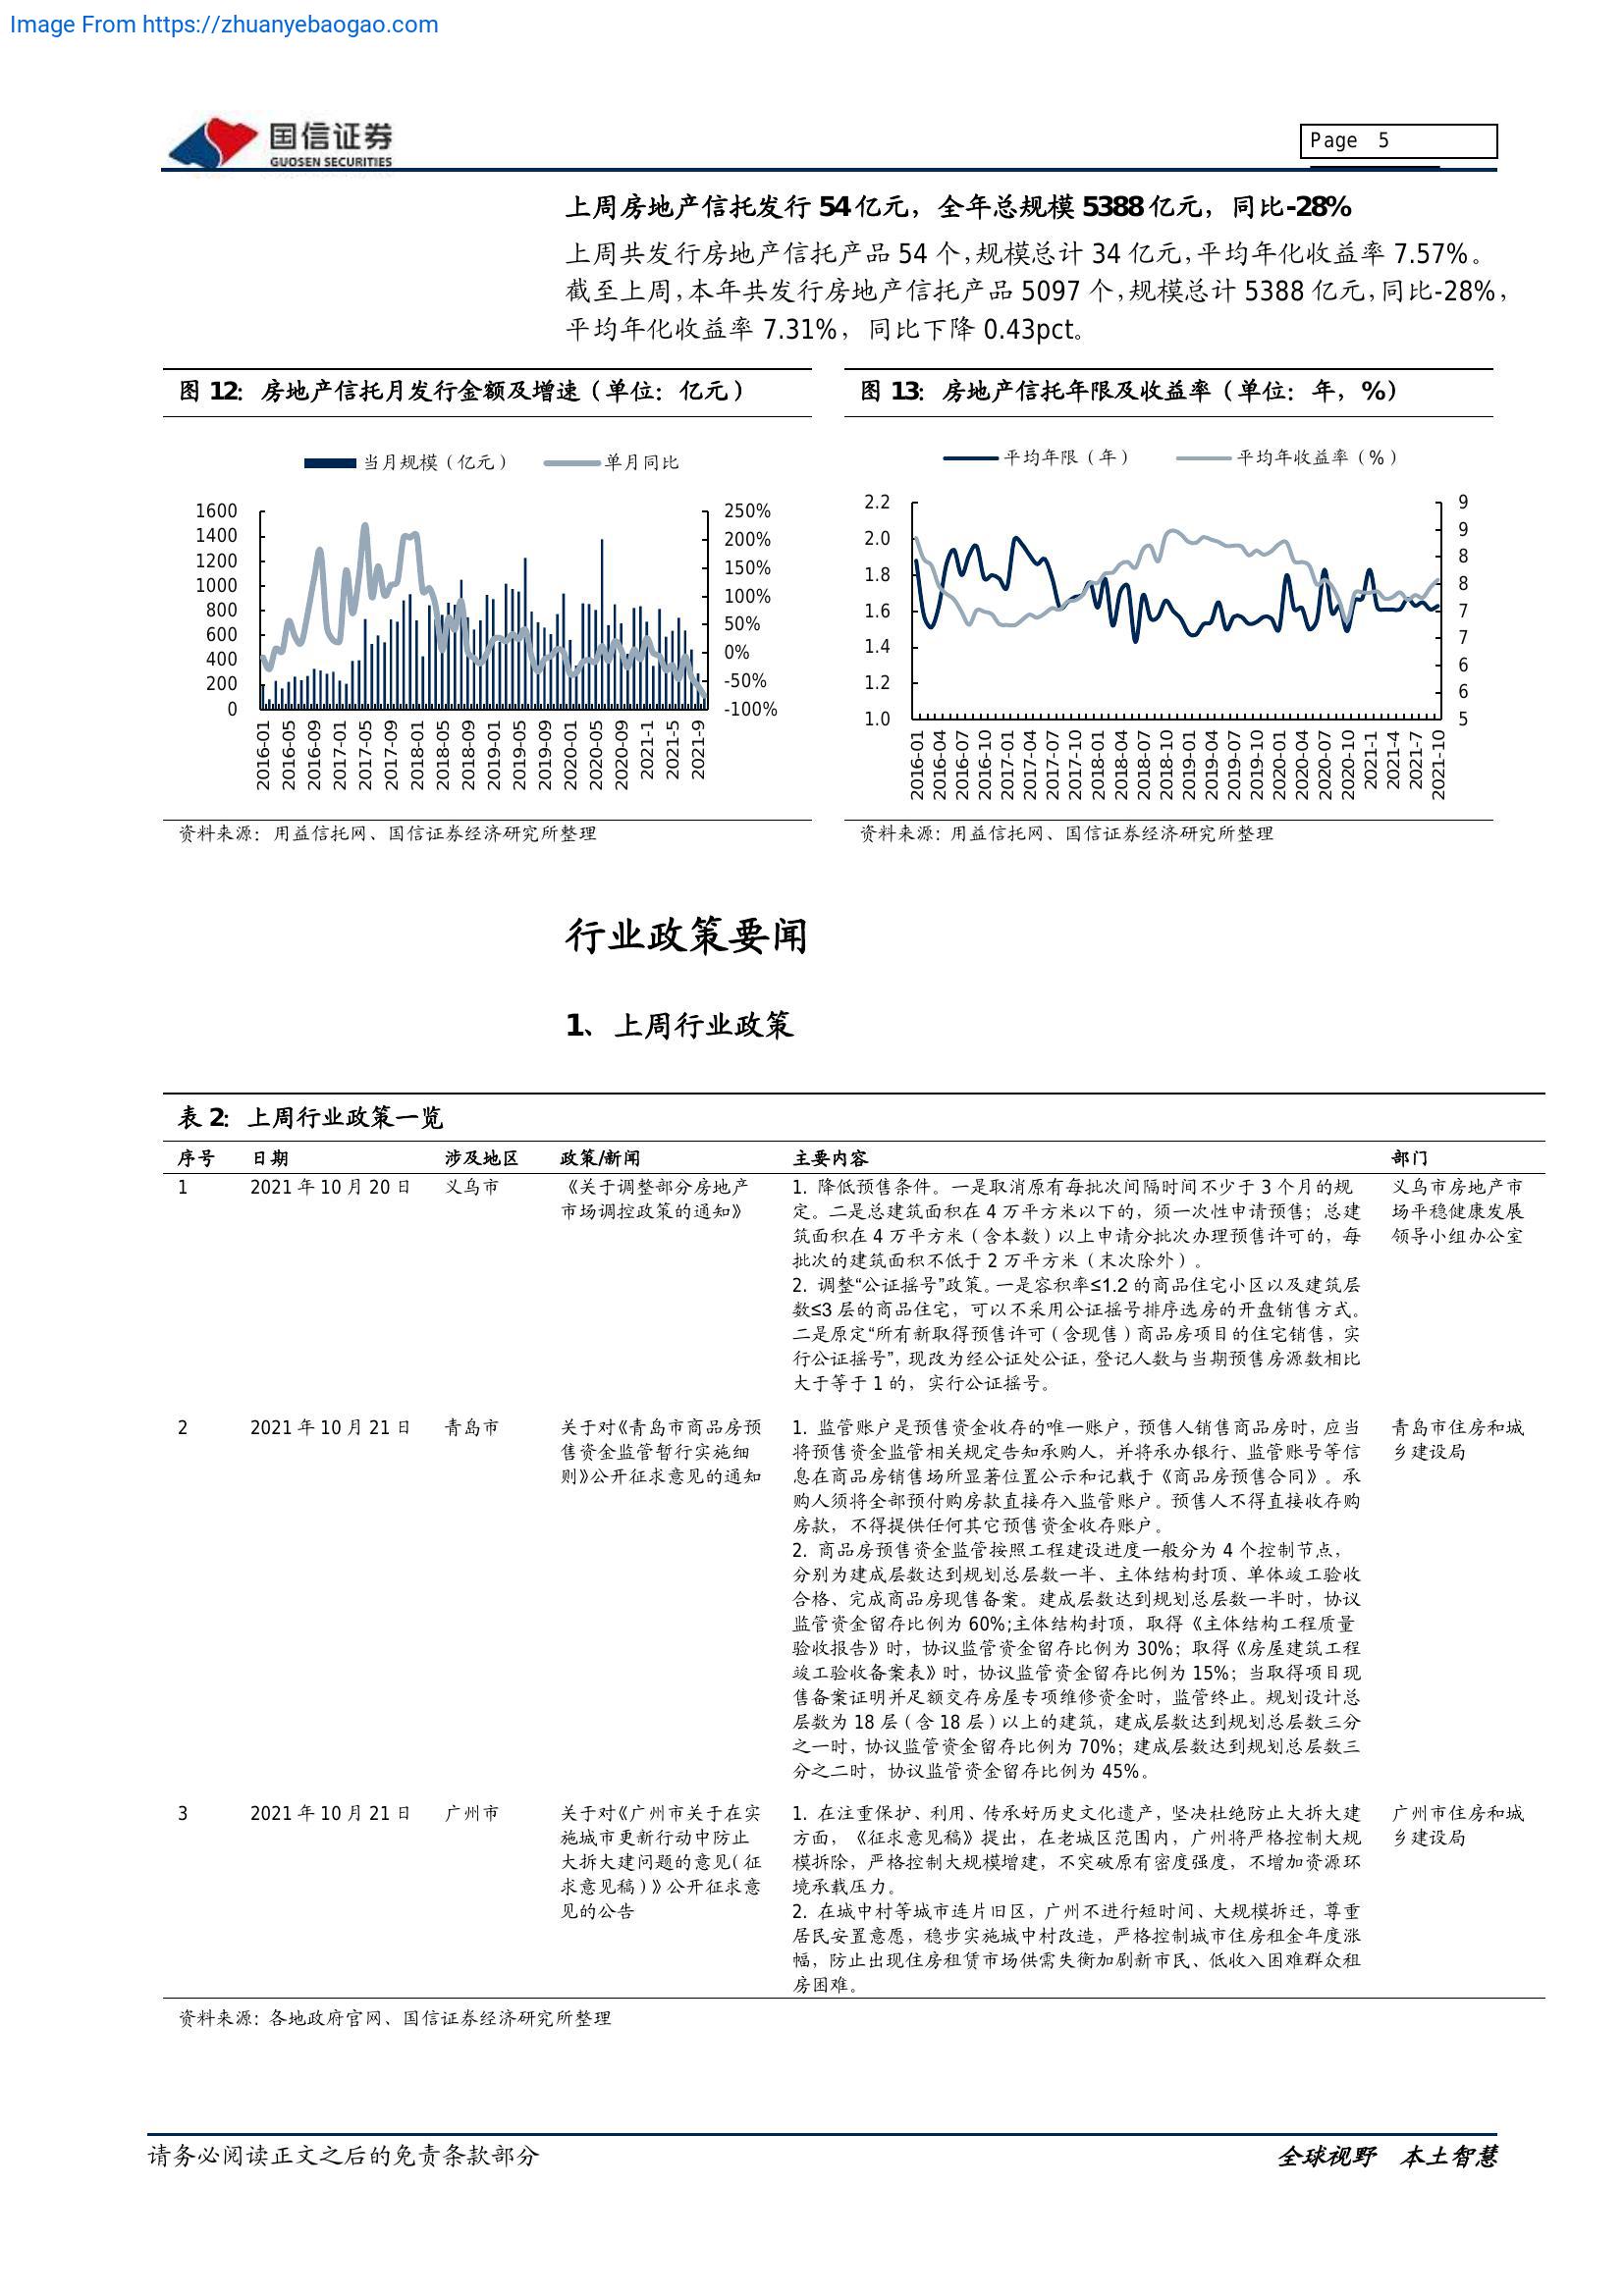 Image From https://zhuanyebaogao.com
国信证券
GUOSEN SECURITIES
Page 5
上周房地产信托发行 54 亿元，全年总规模 5388 亿元，同比-28%
上周共发行房地产信托产品 54 个，规模总计 34 亿元，平均年化收益率 7.57%。
截至上周，本年共发行房地产信托产品 5097 个，规模总计 5388 亿元，同比-28%，
平均年化收益率 7.31%，同比下降 0.43pct。
图 12：房地产信托月发行金额及增速（单位：亿元）
当月规模（亿元） 单月同比
1600 250%
1400 200%
1200 150%
1000 100%
800 50%
600 0%
400 -50%
200 -100%
0
2016-01 2016-05 2016-09 2017-01 2017-05 2017-09 2018-01 2018-05 2018-09 2019-01 2019-05 2019-09 2020-01 2020-05 2020-09 2021-1 2021-5 2021-9
资料来源：用益信托网、国信证券经济研究所整理
图 13：房地产信托年限及收益率（单位：年，%）
平均年限（年） 平均年收益率（%）
2.2 9
2.0 9
1.8 8
1.6 8
1.4 7
1.2 7
1.0 6
6
5
2016-01 2016-04 2016-07 2016-10 2017-01 2017-04 2017-07 2017-10 2018-01 2018-04 2018-07 2018-10 2019-01 2019-04 2019-07 2019-10 2020-01 2020-04 2020-07 2020-10 2021-1 2021-4 2021-7 2021-10
资料来源：用益信托网、国信证券经济研究所整理
行业政策要闻
1、上周行业政策
表 2：上周行业政策一览
序号 日期 涉及地区 政策/新闻 主要内容 部门
1 2021 年 10 月 20 日 义乌市
《关于调整部分房地产
市场调控政策的通知》
1. 降低预售条件。一是取消原有每批次间隔时间不少于 3 个月的规
定。二是总建筑面积在 4 万平方米以下的，须一次性申请预售；总建
筑面积在 4 万平方米（含本数）以上申请分批次办理预售许可的，每
批次的建筑面积不低于 2 万平方米（末次除外）。
2. 调整“公证摇号”政策。一是容积率≤1.2 的商品住宅小区以及建筑层
数≤3 层的商品住宅，可以不采用公证摇号排序选房的开盘销售方式。
二是原定“所有新取得预售许可（含现售）商品房项目的住宅销售，实
行公证摇号”，现改为经公证处公证，登记人数与当期预售房源数相比
大于等于 1 的，实行公证摇号。
义乌市房地产市
场平稳健康发展
领导小组办公室
2 2021 年 10 月 21 日 青岛市
关于对《青岛市商品房预
售资金监管暂行实施细
则》公开征求意见的通知
1. 监管账户是预售资金收存的唯一账户，预售人销售商品房时，应当
将预售资金监管相关规定告知承购人，并将承办银行、监管账号等信
息在商品房销售场所显著位置公示和记载于《商品房预售合同》。承
购人须将全部预付购房款直接存入监管账户。预售人不得直接收存购
房款，不得提供任何其它预售资金收存账户。
2. 商品房预售资金监管按照工程建设进度一般分为 4 个控制节点，
分别为建成层数达到规划总层数一半、主体结构封顶、单体竣工验收
合格、完成商品房现售备案。建成层数达到规划总层数一半时，协议
监管资金留存比例为 60%;主体结构封顶，取得《主体结构工程质量
验收报告》时，协议监管资金留存比例为 30%；取得《房屋建筑工程
竣工验收备案表》时，协议监管资金留存比例为 15%；当取得项目现
售备案证明并足额交存房屋专项维修资金时，监管终止。规划设计总
层数为 18 层（含 18 层）以上的建筑，建成层数达到规划总层数三分
之一时，协议监管资金留存比例为 70%；建成层数达到规划总层数三
分之二时，协议监管资金留存比例为 45%。
青岛市住房和城
乡建设局
3 2021 年 10 月 21 日 广州市
关于对《广州市关于在实
施城市更新行动中防止
大拆大建问题的意见（征
求意见稿）》公开征求意
见的公告
1. 在注重保护、利用、传承好历史文化遗产，坚决杜绝防止大拆大建
方面，《征求意见稿》提出，在老城区范围内，广州将严格控制大规
模拆除，严格控制大规模增建，不突破原有密度强度，不增加资源环
境承载压力。
2. 在城中村等城市连片旧区，广州不进行短时间、大规模拆迁，尊重
居民安置意愿，稳步实施城中村改造，严格控制城市住房租金年度涨
幅，防止出现住房租赁市场供需失衡加剧新市民、低收入困难群众租
房困难。
广州市住房和城
乡建设局
资料来源：各地政府官网、国信证券经济研究所整理
请务必阅读正文之后的免责条款部分
全球视野 本土智慧